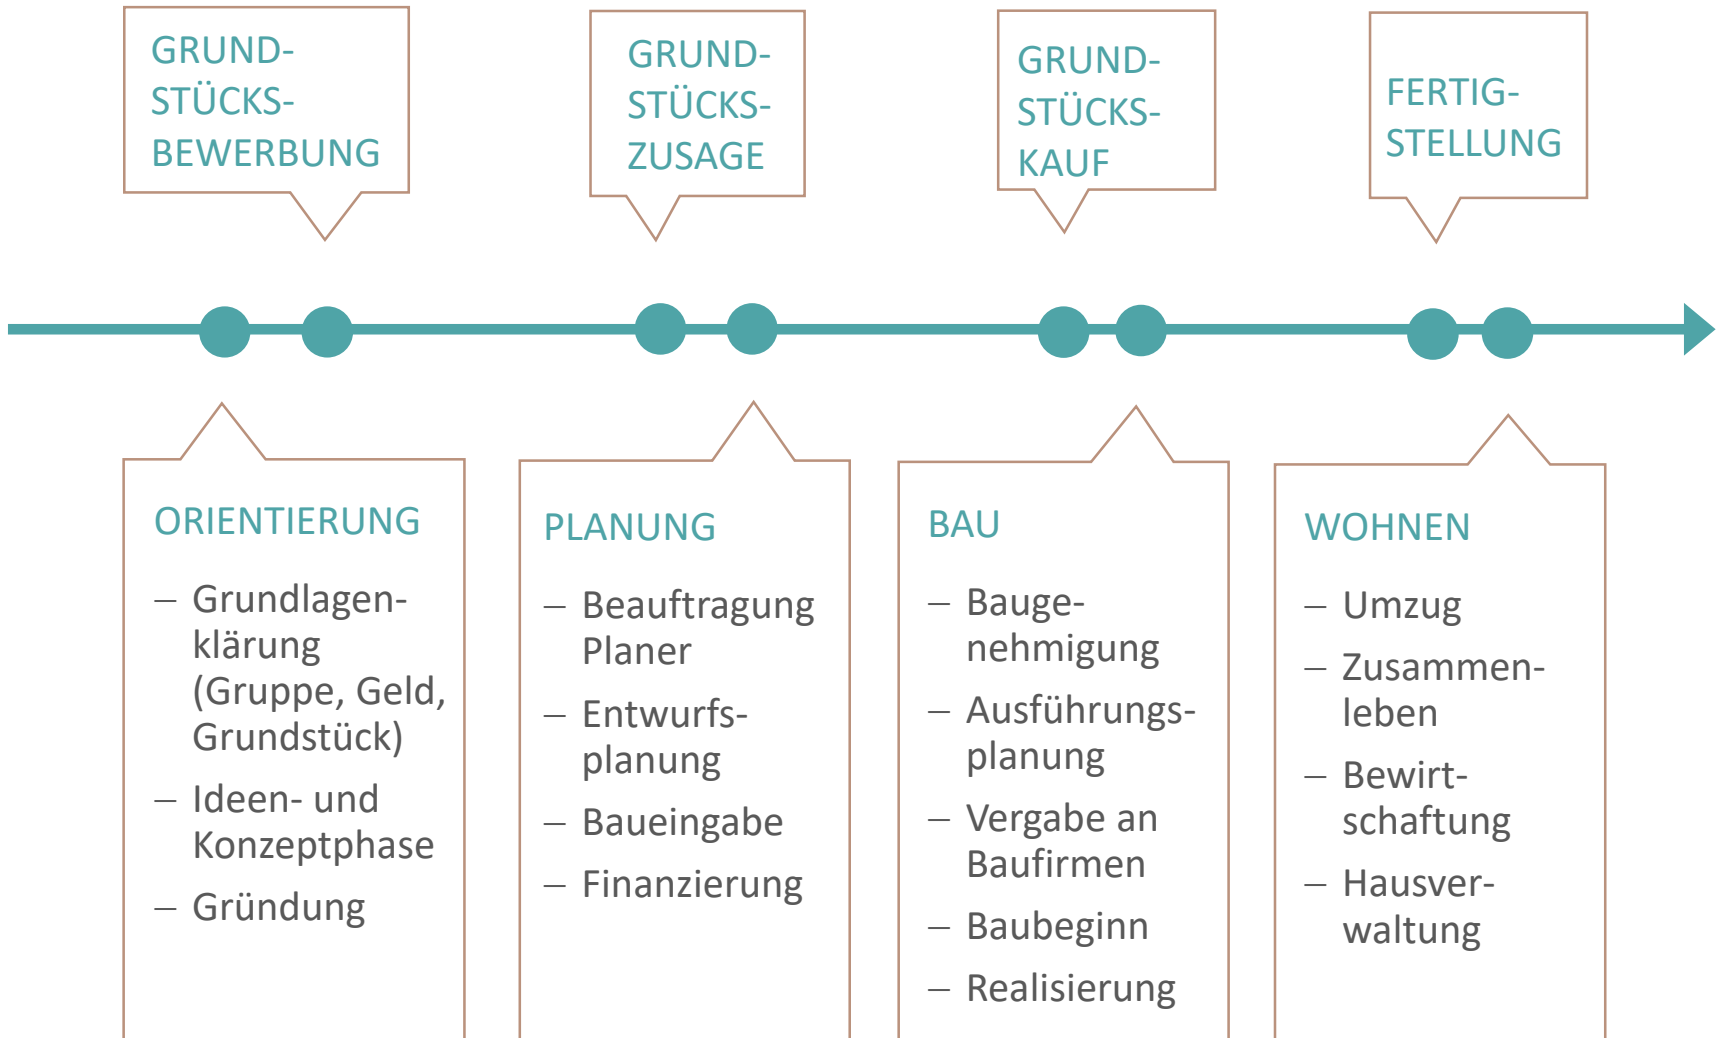 GRUND-
STÜCKS-
BEWERBUNG
GRUND-
STÜCKS-
ZUSAGE
GRUND-
STÜCKS-
KAUF
FERTIG-
STELLUNG
ORIENTIERUNG
– Grundlagen-
klärung
(Gruppe, Geld,
Grundstück)
– Ideen- und
Konzeptphase
– Gründung
PLANUNG
– Beauftragung
Planer
– Entwurfs-
planung
– Baueingabe
– Finanzierung
BAU
– Bauge-
nehmigung
– Ausführungs-
planung
– Vergabe an
Baufirmen
– Baubeginn
– Realisierung
WOHNEN
– Umzug
– Zusammen-
leben
– Bewirt-
schaftung
– Hausver-
waltung